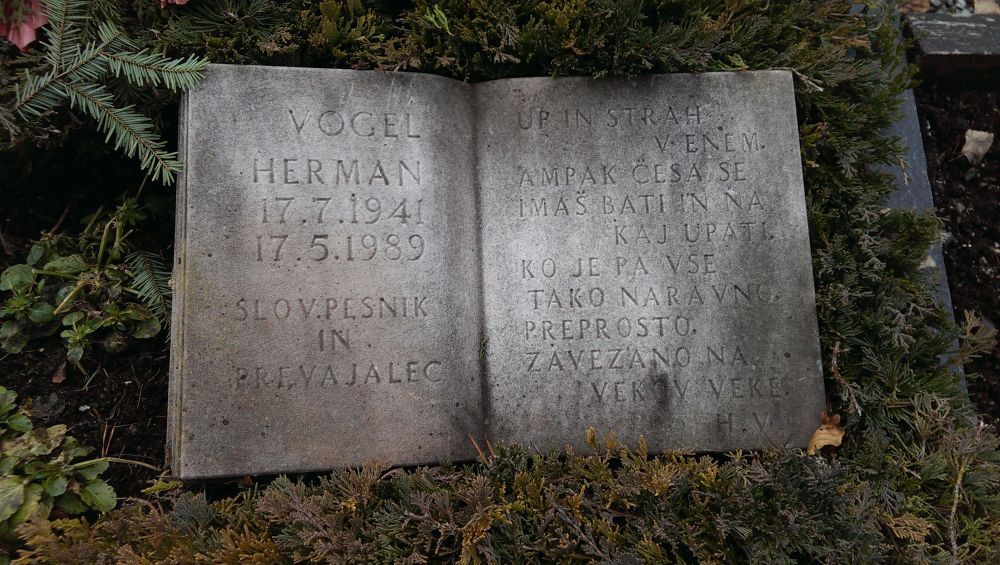 VOGEL
HERMAN
17.7.1941
17.5.1989
SLOV.PESNIK
IN
PREVAJALEC
UP IN STRAH
V ENEM.
AMPAK ČESA SE
IMAŠ BATI IN NA
KAJ UPATI.
KO JE PA VSE
TAKO NARAVNO,
PREPROSTO,
ZAVEZANO NA
VEKOV VEKE.
H.V.